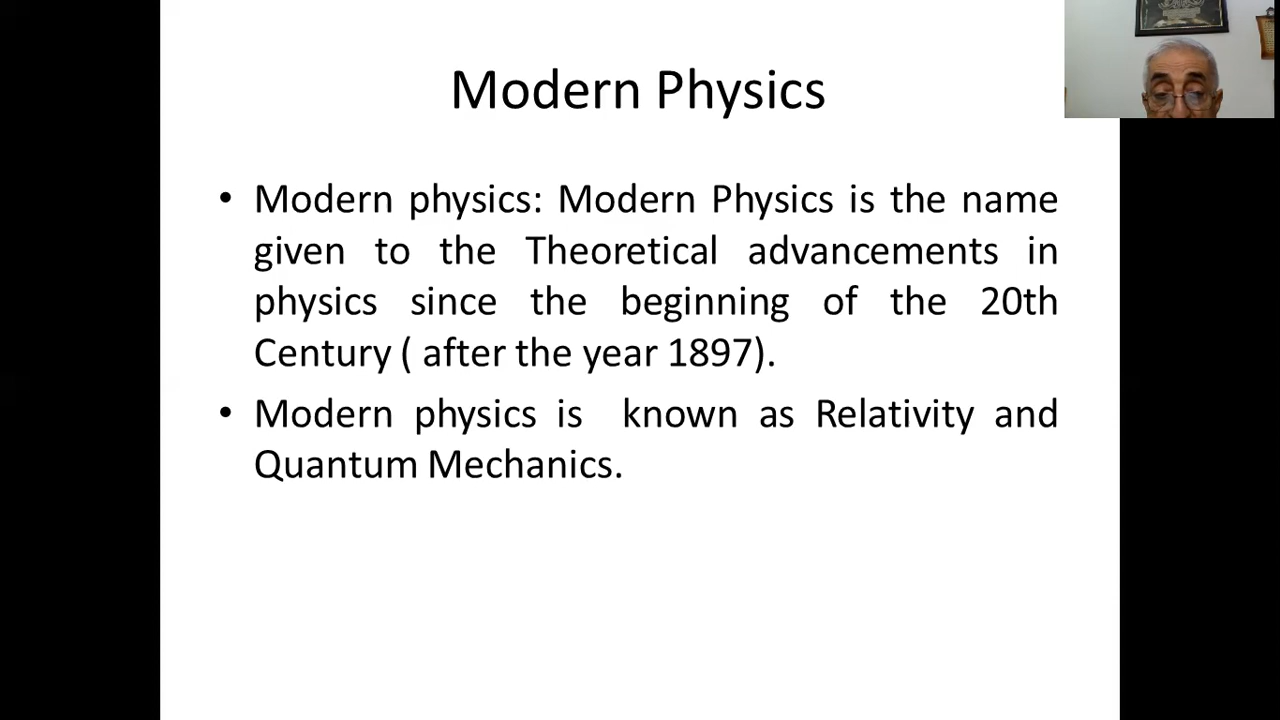 Modern Physics
• Modern physics: Modern Physics is the name
given to the Theoretical advancements in
physics since the beginning of the 20th
Century ( after the year 1897).
• Modern physics is known as Relativity and
Quantum Mechanics.